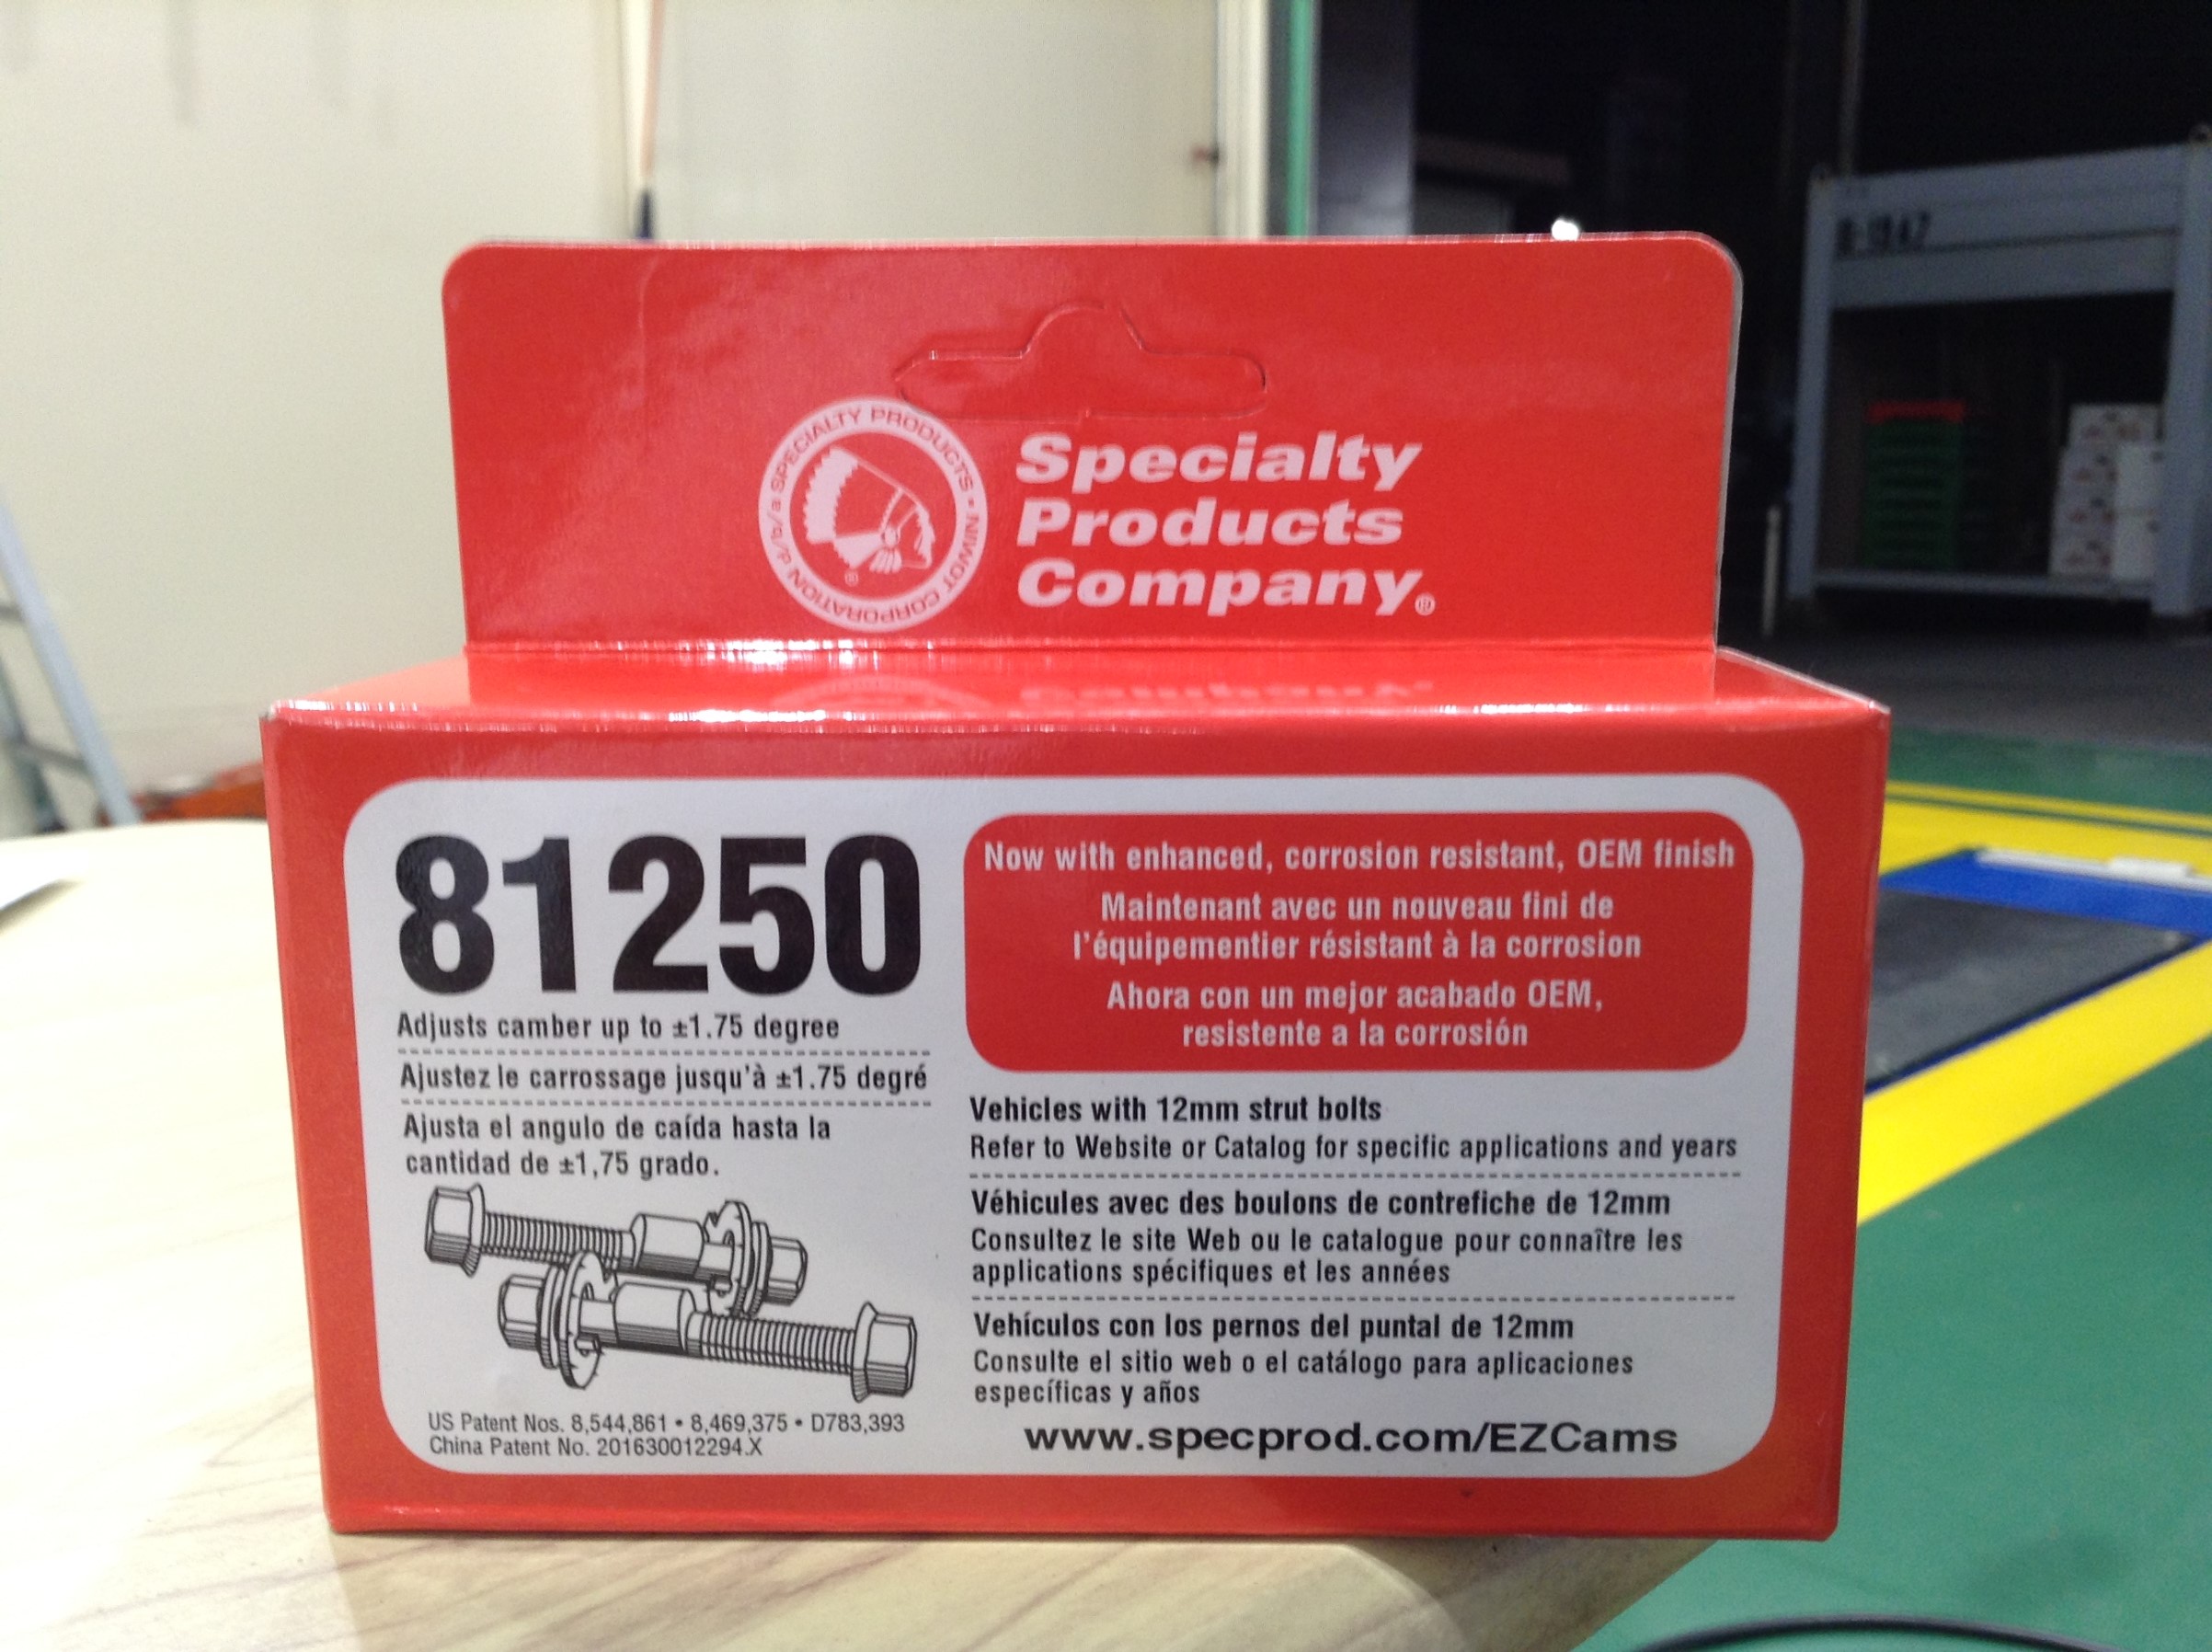 SPECIALTY PRODUCTS • NIWOT CORPORATION d/b/a
®
Specialty
Products
Company®
81250
Adjusts camber up to ±1.75 degree
Ajustez le carrossage jusqu'à ±1.75 degré
Ajusta el angulo de caída hasta la
cantidad de ±1,75 grado.
US Patent Nos. 8,544,861 • 8,469,375 • D783,393
China Patent No. 201630012294.X
Now with enhanced, corrosion resistant, OEM finish
Maintenant avec un nouveau fini de
l'équipementier résistant à la corrosion
Ahora con un mejor acabado OEM,
resistente a la corrosión
Vehicles with 12mm strut bolts
Refer to Website or Catalog for specific applications and years
Véhicules avec des boulons de contrefiche de 12mm
Consultez le site Web ou le catalogue pour connaître les
applications spécifiques et les années
Vehículos con los pernos del puntal de 12mm
Consulte el sitio web o el catálogo para aplicaciones
específicas y años
www.specprod.com/EZCams